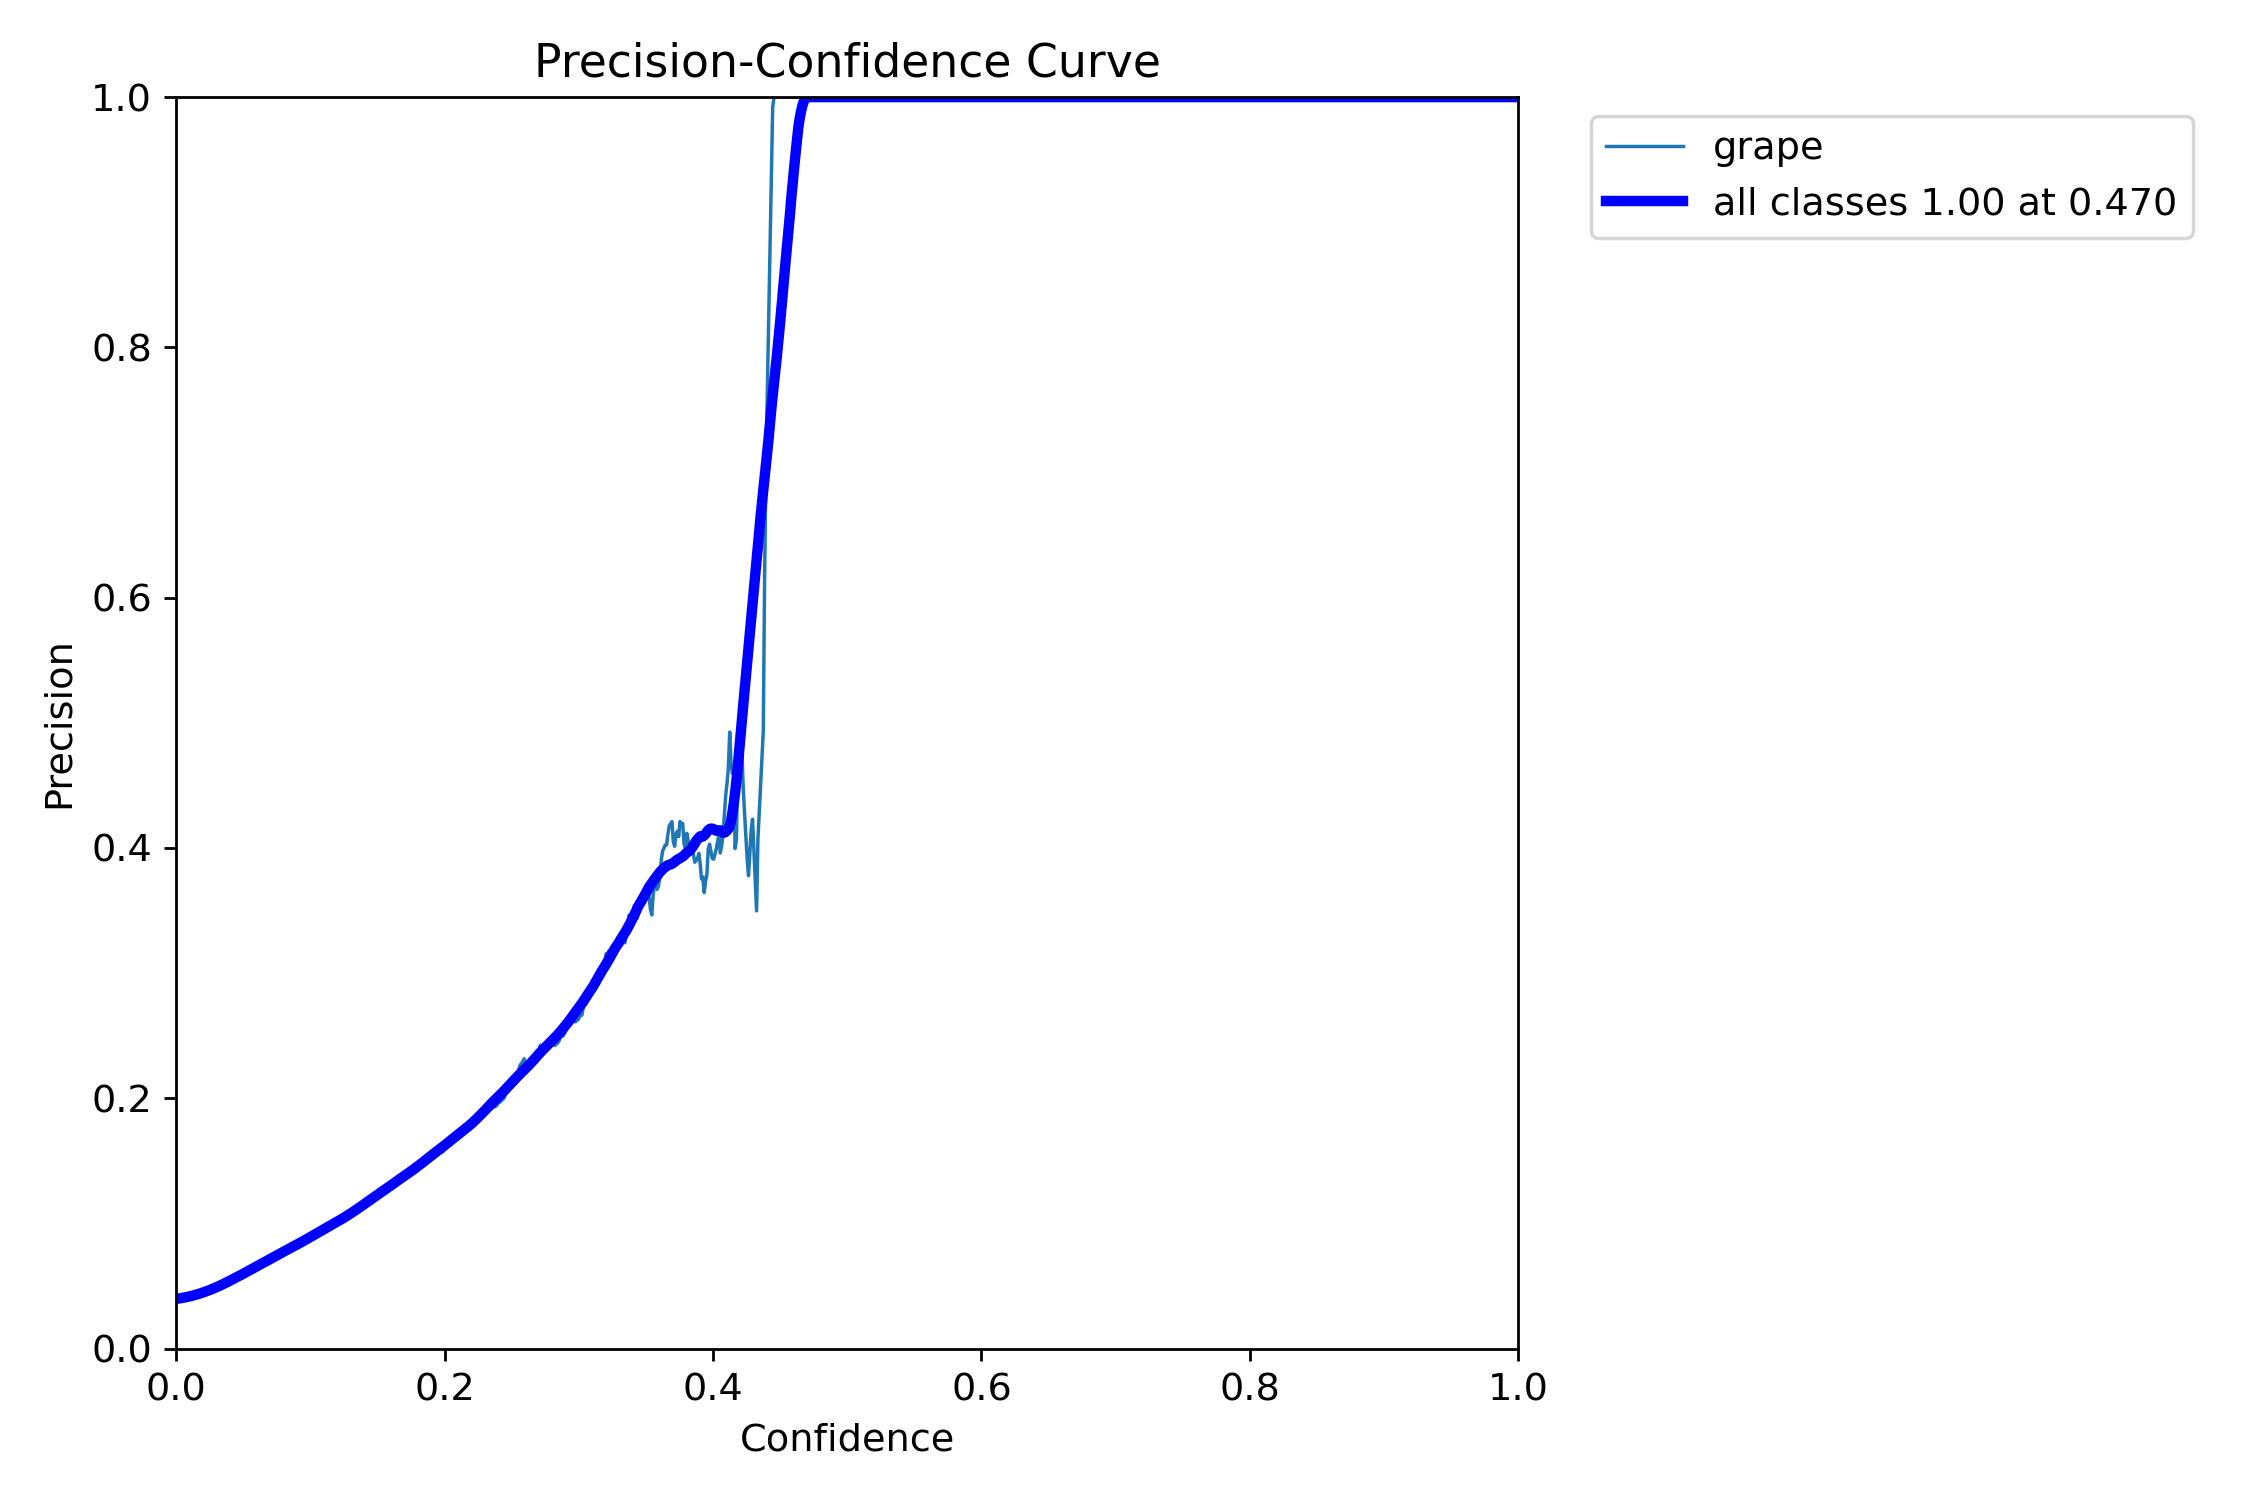 Precision-Confidence Curve
1.0
0.8
0.6
0.4
0.2
0.0
Precision
0.0 0.2 0.4 0.6 0.8 1.0
Confidence
grape
all classes 1.00 at 0.470